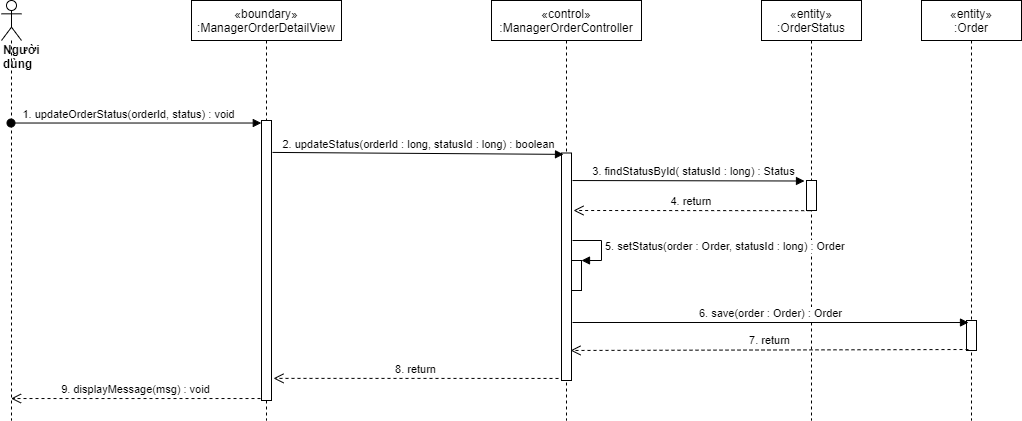 «boundary»
:ManagerOrderDetailView
«control»
:ManagerOrderController
«entity»
:OrderStatus
«entity»
:Order
Người
dùng
1. updateOrderStatus(orderId, status) : void
2. updateStatus(orderId : long, statusId : long) : boolean
3. findStatusById( statusId : long) : Status
4. return
5. setStatus(order : Order, statusId : long) : Order
6. save(order : Order) : Order
7. return
8. return
9. displayMessage(msg) : void